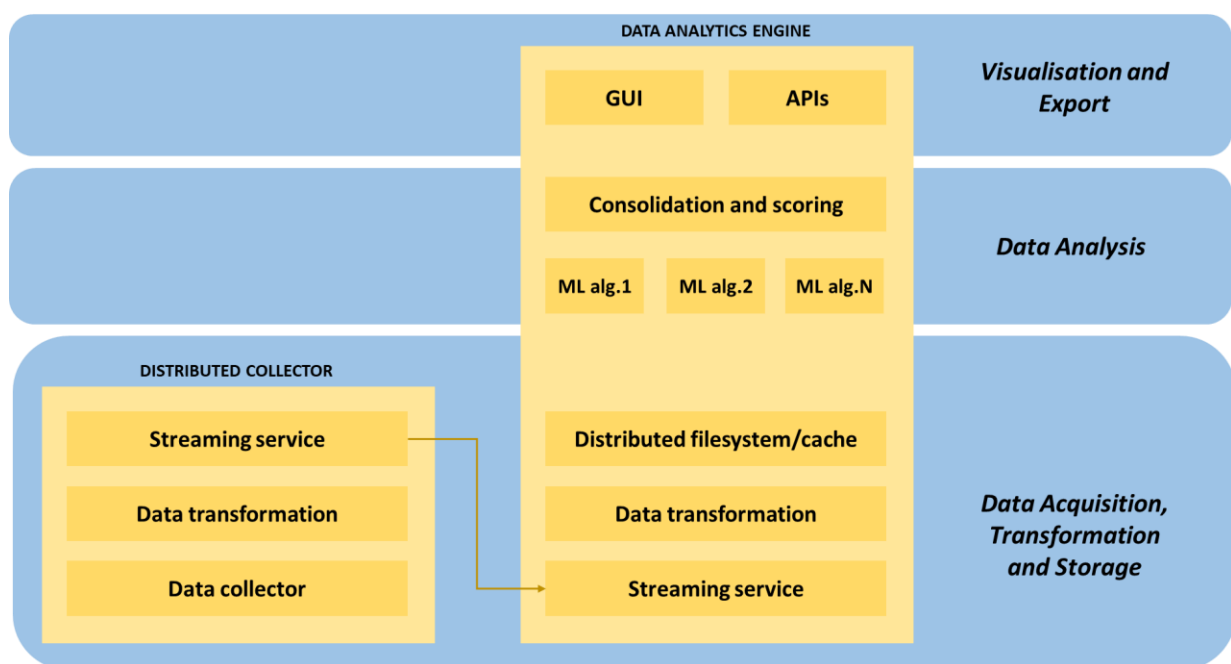 DATA ANALYTICS ENGINE
GUI
APIs
Visualisation and
Export
Consolidation and scoring
ML alg.1
ML alg.2
ML alg.N
Data Analysis
DISTRIBUTED COLLECTOR
Streaming service
Data transformation
Data collector
Distributed filesystem/cache
Data transformation
Streaming service
Data Acquisition,
Transformation
and Storage